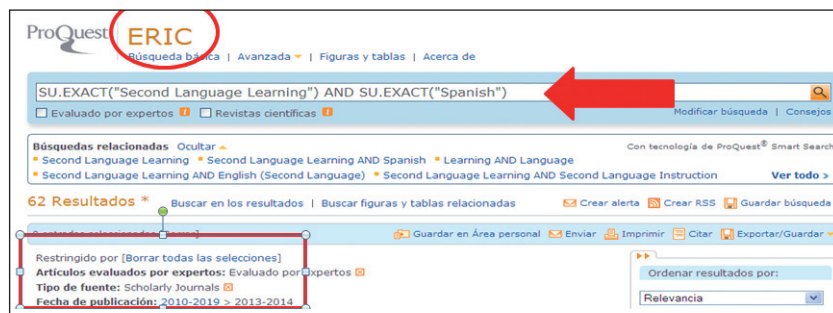 ProQuest ERIC
Búsqueda básica | Avanzada | Figuras y tablas | Acerca de
SU.EXACT("Second Language Learning") AND SU.EXACT("Spanish")
Evaluado por expertos Revistas científicas Modificar búsqueda | Consejos
Búsquedas relacionadas Ocultar Con tecnología de ProQuest® Smart Search
Second Language Learning Second Language Learning AND Spanish Learning AND Language
Second Language Learning AND English (Second Language) Second Language Learning AND Second Language Instruction Ver todo >
62 Resultados * Buscar en los resultados | Buscar figuras y tablas relacionadas Crear alerta Crear RSS Guardar búsqueda
Guardar en Área personal Enviar Imprimir Citar Exportar/Guardar
Restringido por [Borrar todas las selecciones]
Artículos evaluados por expertos: Evaluado por expertos
Ordenar resultados por:
Tipo de fuente: Scholarly Journals
Relevancia
Fecha de publicación: 2010-2019 > 2013-2014